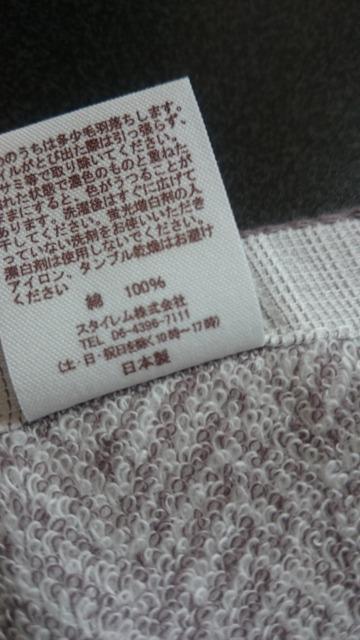 めのうちは多少毛羽落ちします。
イルがとび出た際は引っ張らず、
サミ等で取り除いてください。
れた状態で濃色のものと重ねた
ままにすると、色がうつることが
あります。洗濯後はすぐに広げて
干してください。蛍光増白剤の入
っていない洗剤をお使いいただき
漂白剤は使用しないでください。
アイロン、タンブル乾燥はお避け
ください
綿 100%
スタイレム株式会社
TEL 06-4396-7111
(土・日・祝日を除く10時〜17時)
日本製